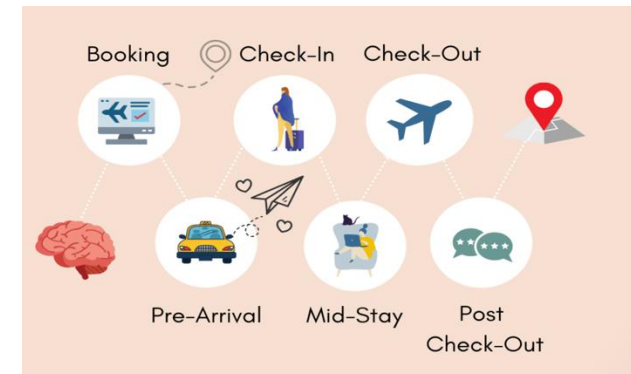 Booking
Check-In
Check-Out
Pre-Arrival
Mid-Stay
Post
Check-Out